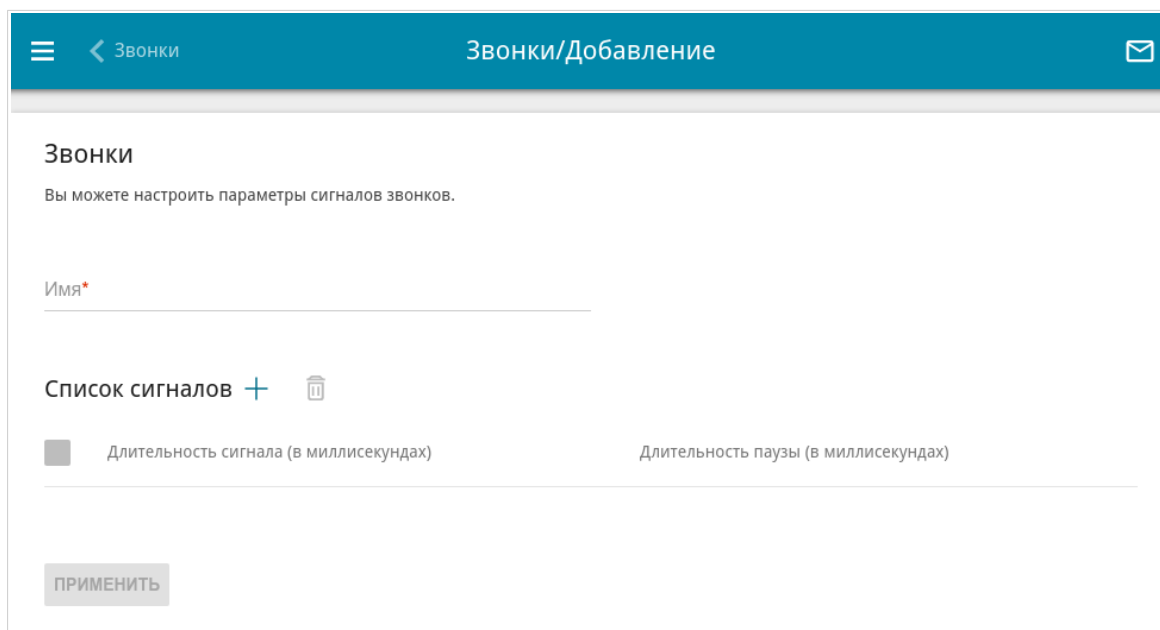 Звонки Звонки/Добавление
Звонки
Вы можете настроить параметры сигналов звонков.
Имя*
Список сигналов
Длительность сигнала (в миллисекундах) Длительность паузы (в миллисекундах)
ПРИМЕНИТЬ